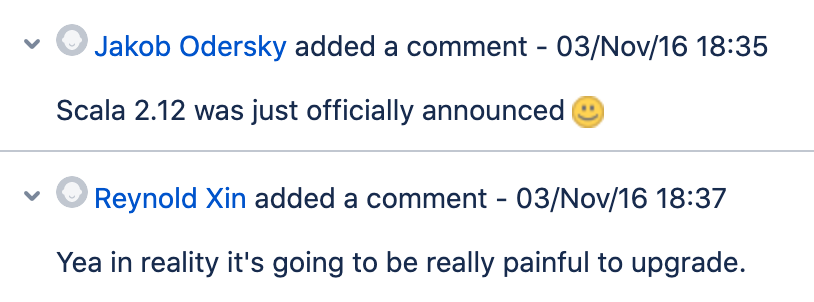 Jakob Odersky added a comment - 03/Nov/16 18:35
Scala 2.12 was just officially announced
Reynold Xin added a comment - 03/Nov/16 18:37
Yea in reality it's going to be really painful to upgrade.